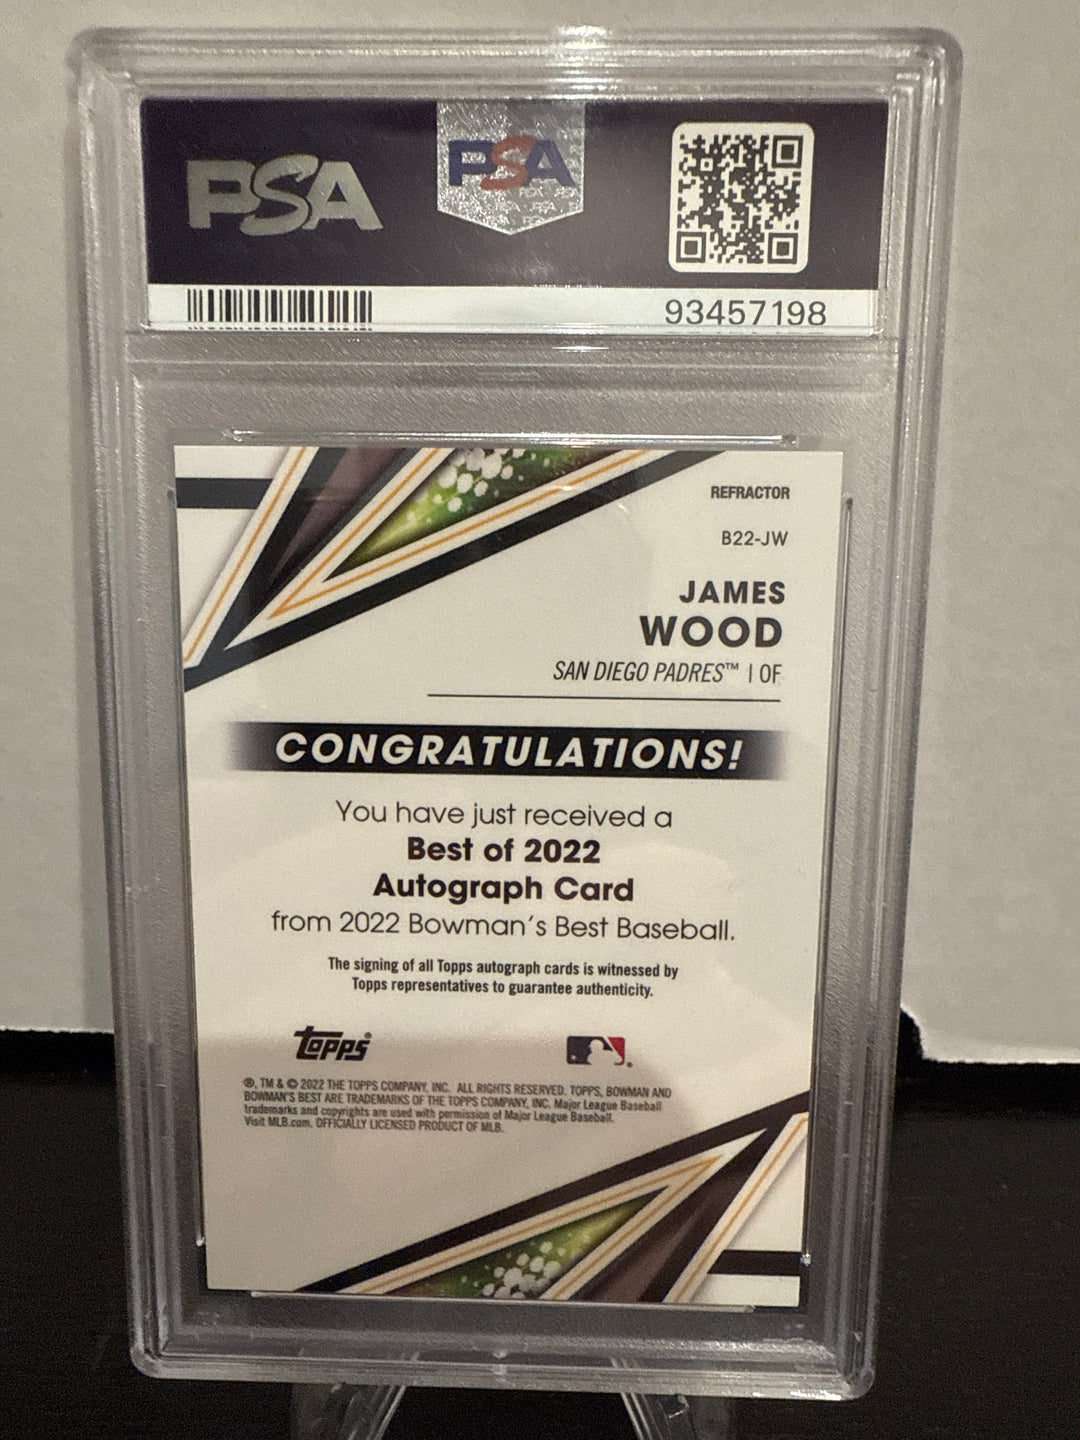 PSA
PSA
93457198
REFRACTOR
B22-JW
JAMES
WOOD
SAN DIEGO PADRES™ | OF
CONGRATULATIONS!
You have just received a
Best of 2022
Autograph Card
from 2022 Bowman's Best Baseball.
The signing of all Topps autograph cards is witnessed by
Topps representatives to guarantee authenticity.
Topps®
®, TM & © 2022 THE TOPPS COMPANY, INC. ALL RIGHTS RESERVED. TOPPS, BOWMAN AND
BOWMAN'S BEST ARE TRADEMARKS OF THE TOPPS COMPANY, INC. Major League Baseball
trademarks and copyrights are used with permission of Major League Baseball.
Visit MLB.com. OFFICIALLY LICENSED PRODUCT OF MLB.